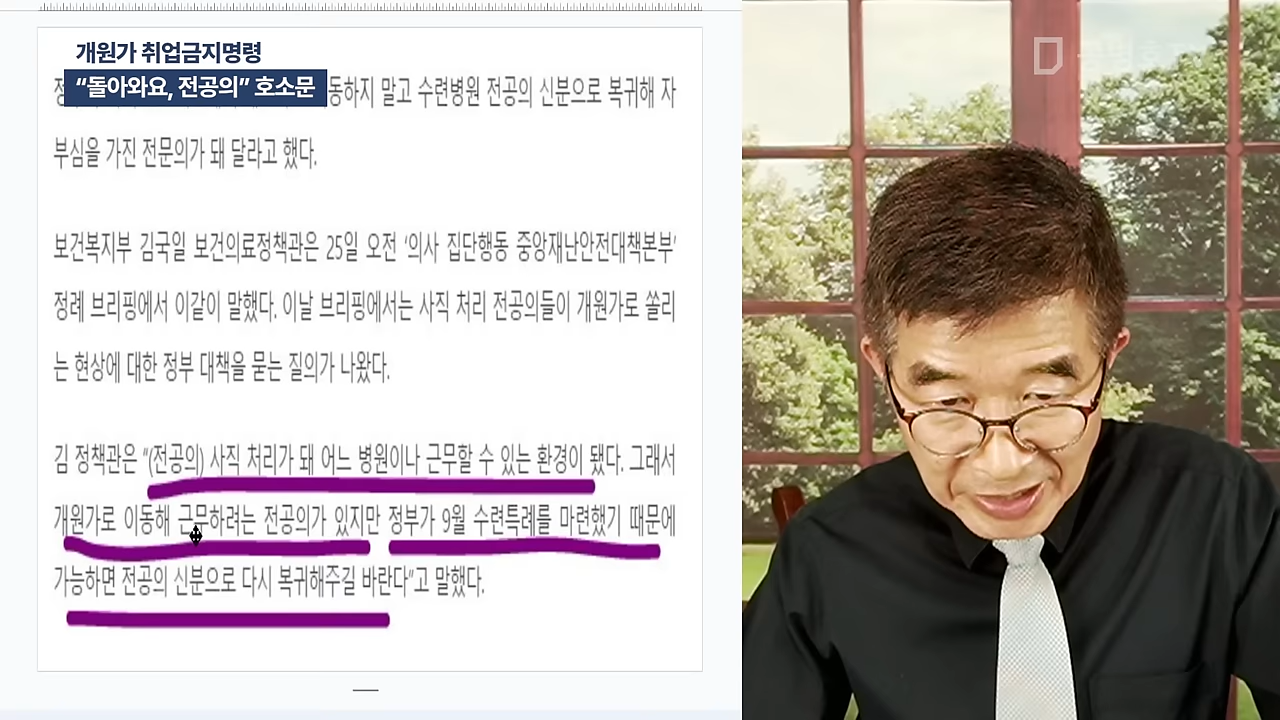 개원가 취업금지명령
“돌아와요, 전공의” 호소문
동하지 말고 수련병원 전공의 신분으로 복귀해 자
부심을 가진 전문의가 돼 달라고 했다.
보건복지부 김국일 보건의료정책관은 25일 오전 '의사 집단행동 중앙재난안전대책본부'
정례 브리핑에서 이같이 말했다. 이날 브리핑에서는 사직 처리 전공의들이 개원가로 쏠리
는 현상에 대한 정부 대책을 묻는 질의가 나왔다.
김 정책관은 "(전공의) 사직 처리가 돼 어느 병원이나 근무할 수 있는 환경이 됐다. 그래서
개원가로 이동해 근무하려는 전공의가 있지만 정부가 9월 수련특례를 마련했기 때문에
가능하면 전공의 신분으로 다시 복귀해주길 바란다"고 말했다.